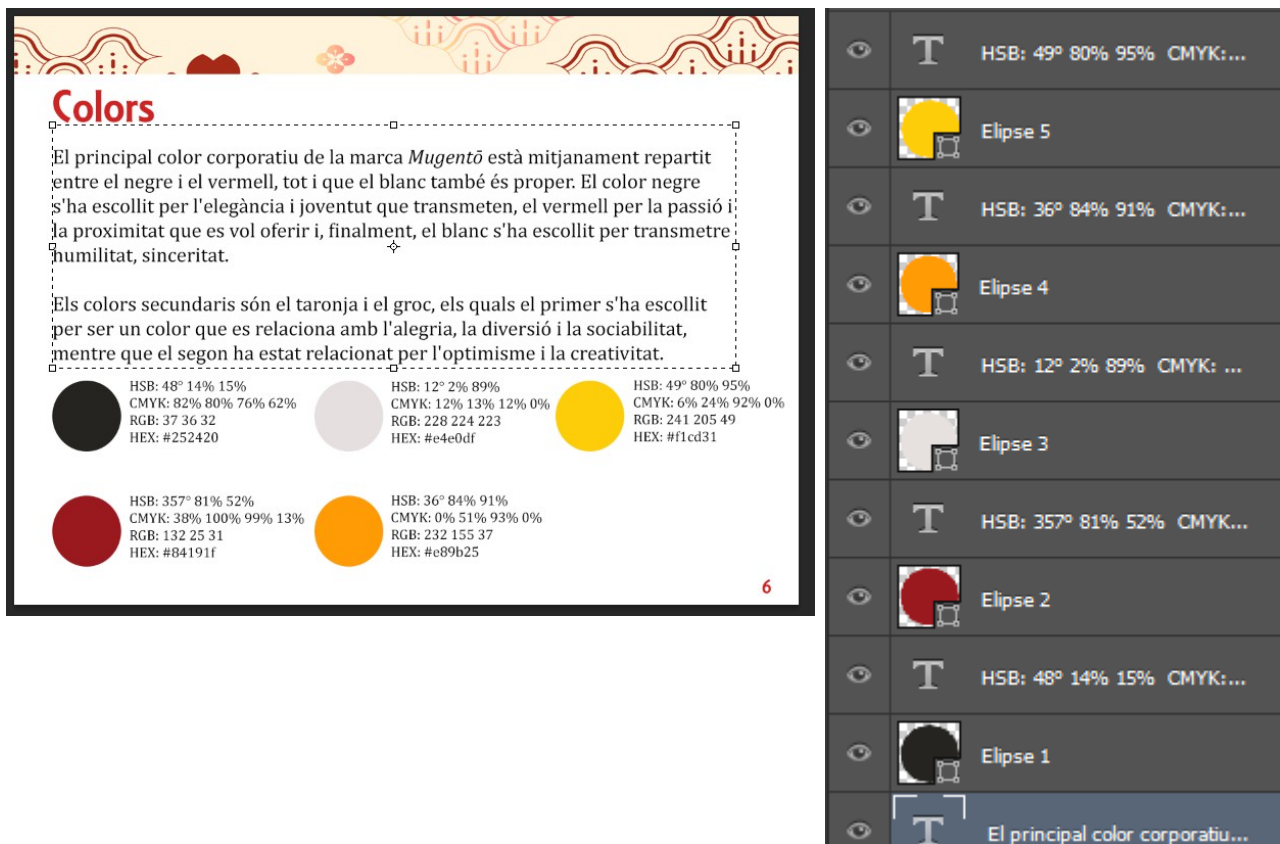 Colors
El principal color corporatiu de la marca Mugentō està mitjanament repartit
entre el negre i el vermell, tot i que el blanc també és proper. El color negre
s'ha escollit per l'elegància i joventut que transmeten, el vermell per la passió i
la proximitat que es vol oferir i, finalment, el blanc s'ha escollit per transmetre
humilitat, sinceritat.
Els colors secundaris són el taronja i el groc, els quals el primer s'ha escollit
per ser un color que es relaciona amb l'alegria, la diversió i la sociabilitat,
mentre que el segon ha estat relacionat per l'optimisme i la creativitat.
HSB: 48° 14% 15%
CMYK: 82% 80% 76% 62%
RGB: 37 36 32
HEX: #252420
HSB: 12° 2% 89%
CMYK: 12% 13% 12% 0%
RGB: 228 224 223
HEX: #e4e0df
HSB: 49° 80% 95%
CMYK: 6% 24% 92% 0%
RGB: 241 205 49
HEX: #f1cd31
HSB: 357° 81% 52%
CMYK: 38% 100% 99% 13%
RGB: 132 25 31
HEX: #84191f
HSB: 36° 84% 91%
CMYK: 0% 51% 93% 0%
RGB: 232 155 37
HEX: #e89b25
6
T HSB: 49º 80% 95% CMYK:...
Elipse 5
T HSB: 36º 84% 91% CMYK:...
Elipse 4
T HSB: 12º 2% 89% CMYK: ...
Elipse 3
T HSB: 357º 81% 52% CMYK...
Elipse 2
T HSB: 48º 14% 15% CMYK:...
Elipse 1
T El principal color corporatiu...